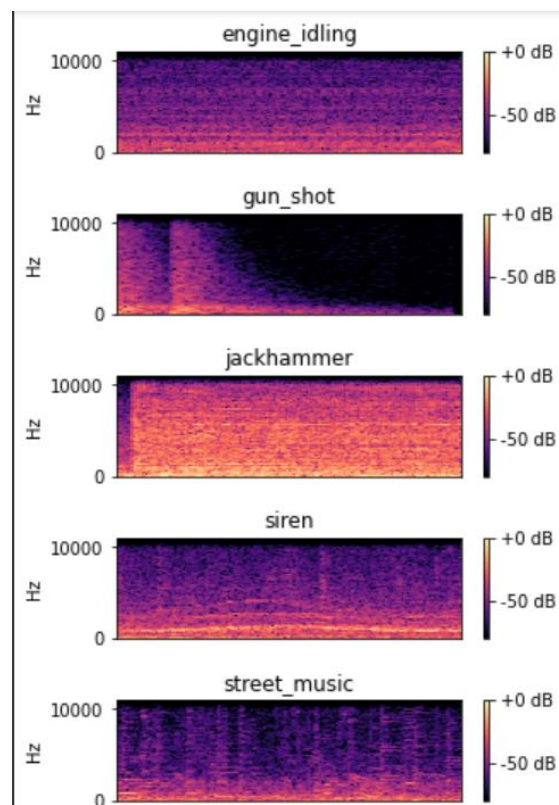 engine_idling
+0 dB
10000
Hz
-50 dB
0
gun_shot
+0 dB
10000
Hz
-50 dB
0
jackhammer
+0 dB
10000
Hz
-50 dB
0
siren
+0 dB
10000
Hz
-50 dB
0
street_music
+0 dB
10000
Hz
-50 dB
0